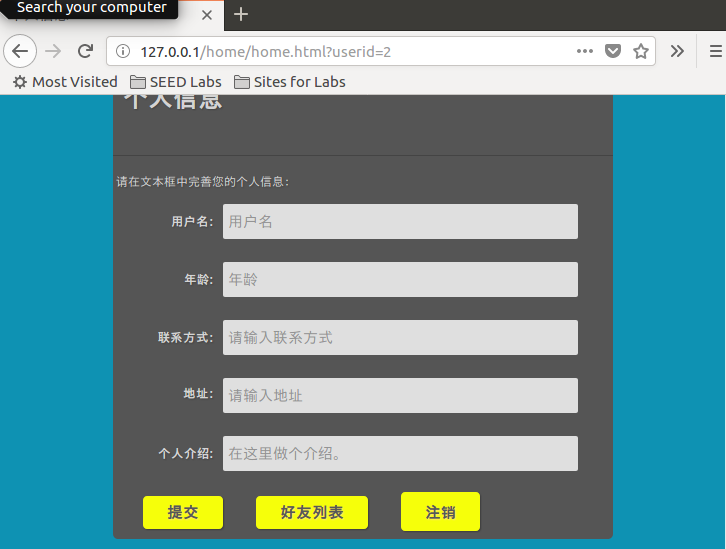 Search your computer
127.0.0.1/home/home.html?userid=2
Most Visited SEED Labs Sites for Labs
个人信息
请在文本框中完善您的个人信息：
用户名： 用户名
年龄： 年龄
联系方式： 请输入联系方式
地址： 请输入地址
个人介绍： 在这里做个介绍。
提交 好友列表 注销